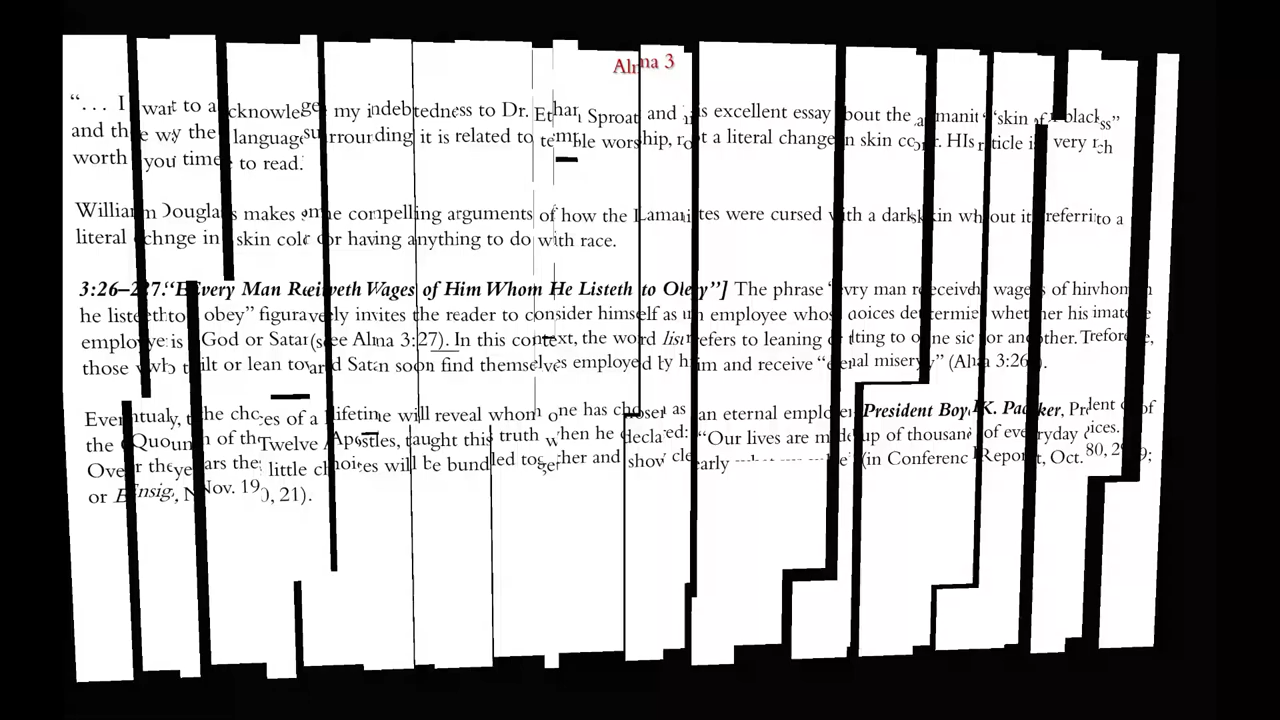 Alma 3
“. . . I want to acknowledge my indebtedness to Dr. Ethan Sproat and his excellent essay about the Lamanite “skin of blackness”
and the way the language surrounding it is related to temple worship, not a literal change in skin color. HIs article is very rich
worth you time to read.
William Douglas makes some compelling arguments of how the Lamanites were cursed with a dark skin without it referring to a
literal change in skin color or having anything to do with race.
3:26–27. “Every Man Receiveth Wages of Him Whom He Listeth to Obey”] The phrase “every man receiveth wages of him whom
he listeth to obey” figuratively invites the reader to consider himself as an employee whose choices determine whether his ultimate
employer is God or Satan (see Alma 3:27). In this context, the word list refers to leaning or tilting to one side or another. Therefore,
those who tilt or lean toward Satan soon find themselves employed by him and receive “eternal misery” (Alma 3:26).
Eventually, the choices of a lifetime will reveal whom one has chosen as an eternal employer. President Boyd K. Packer, President of
the Quorum of the Twelve Apostles, taught this truth when he declared: “Our lives are made up of thousands of everyday choices.
Over the years these little choices will be bundled together and show clearly (in Conference Report, Oct. 1980,
or Ensign, Nov. 1980, 21).